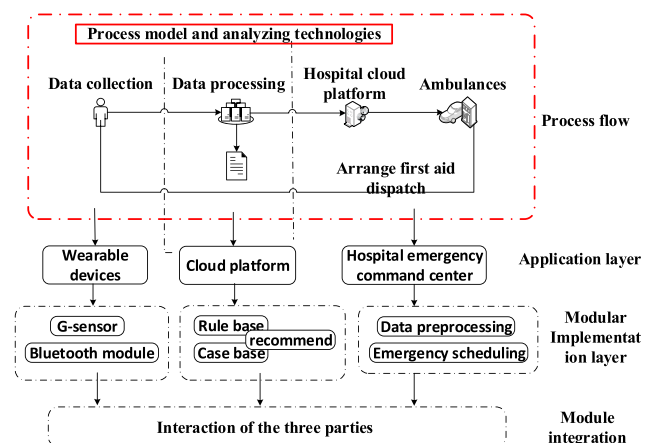 Process model and analyzing technologies
Data collection
Data processing
Hospital cloud
platform
Ambulances
Process flow
Arrange first aid
dispatch
Wearable
devices
Cloud platform
Hospital emergency
command center
Application layer
G-sensor
Bluetooth module
Rule base
recommend
Case base
Data preprocessing
Emergency scheduling
Modular
Implementat
ion layer
Interaction of the three parties
Module
integration